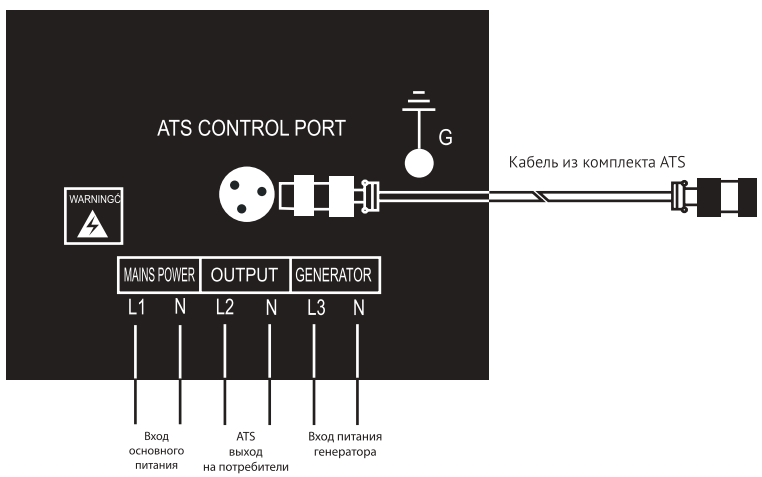 ATS CONTROL PORT
G
Кабель из комплекта ATS
WARNINGĆ
MAINS POWER OUTPUT GENERATOR
L1 N L2 N L3 N
Вход
основного
питания
ATS
выход
на потребители
Вход питания
генератора